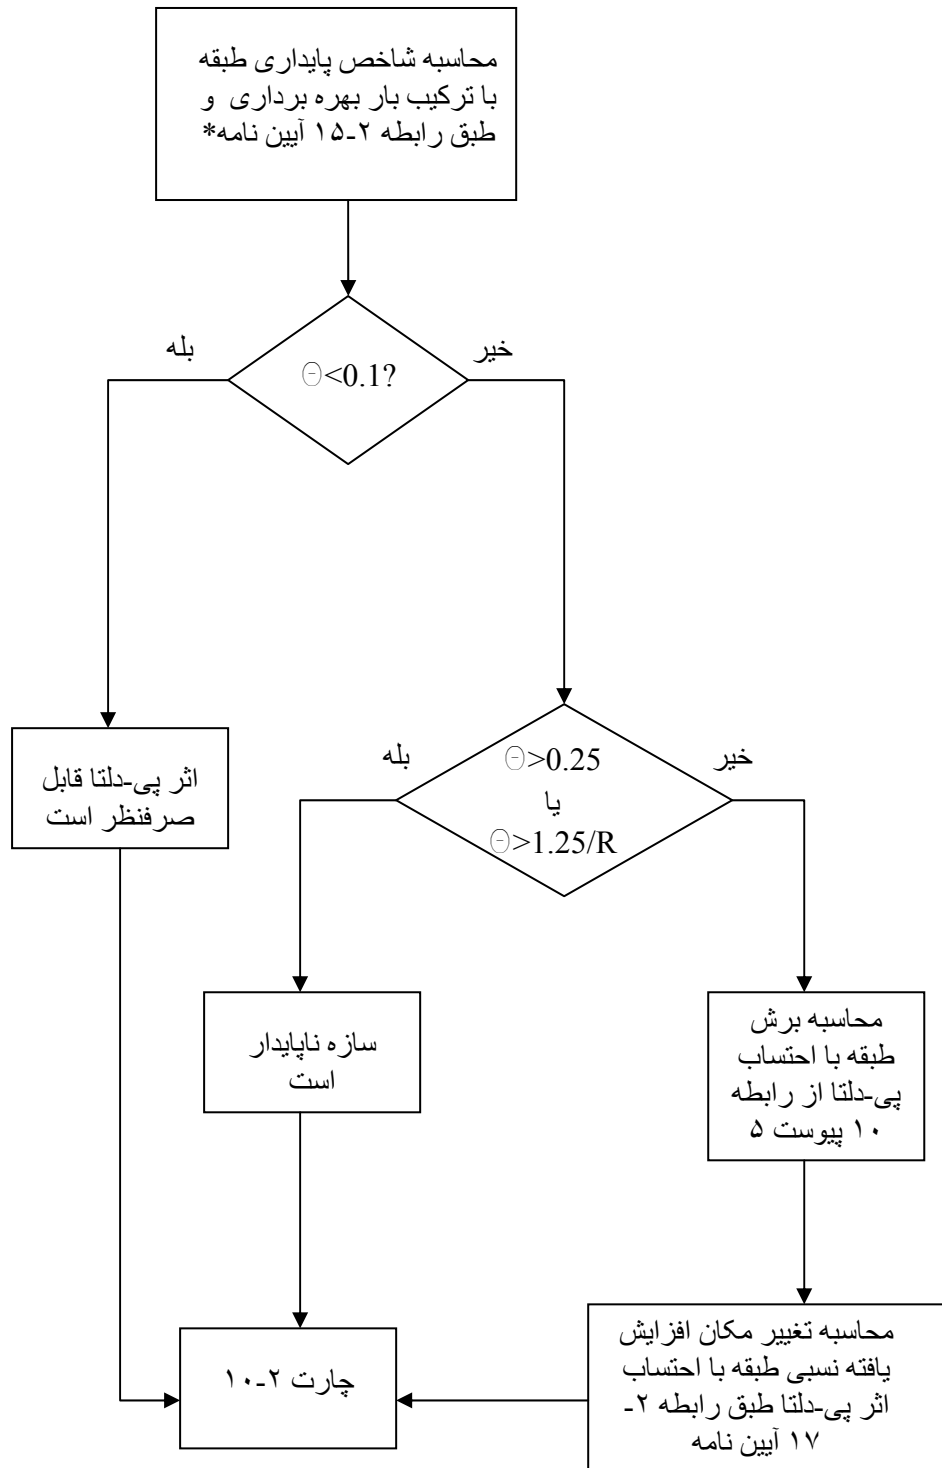 محاسبه شاخص پایداری طبقه
با ترکیب بار بهره برداری و
طبق رابطه ۲-۱۵ آیین نامه*
خیر
بله
Θ<0.1?
خیر
بله
Θ>0.25
یا
Θ>1.25/R
اثر پی-دلتا قابل
صرفنظر است
محاسبه برش
طبقه با احتساب
پی-دلتا از رابطه
۱۰ پیوست ۵
سازه ناپایدار
است
محاسبه تغییر مکان افزایش
یافته نسبی طبقه با احتساب
اثر پی-دلتا طبق رابطه ۲-
۱۷ آیین نامه
چارت ۲-۱۰